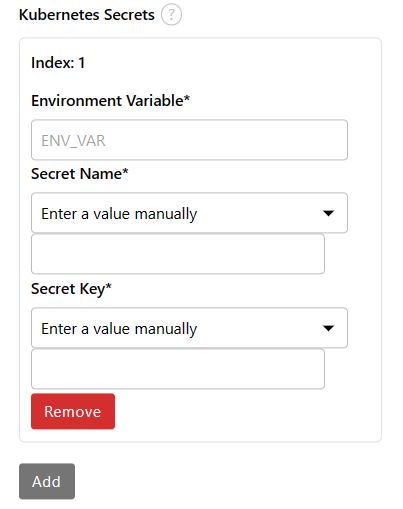 Kubernetes Secrets ?
Index: 1
Environment Variable*
ENV_VAR
Secret Name*
Enter a value manually
Secret Key*
Enter a value manually
Remove
Add